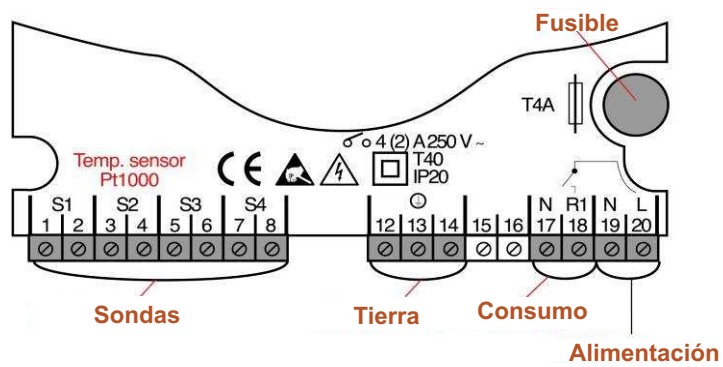 Fusible
T4A
4 (2) A 250 V ~
T40
IP20
Temp. sensor
Pt1000
CE
S1 S2 S3 S4 N R1 N L
1 2 3 4 5 6 7 8 12 13 14 15 16 17 18 19 20
Sondas
Tierra
Consumo
Alimentación